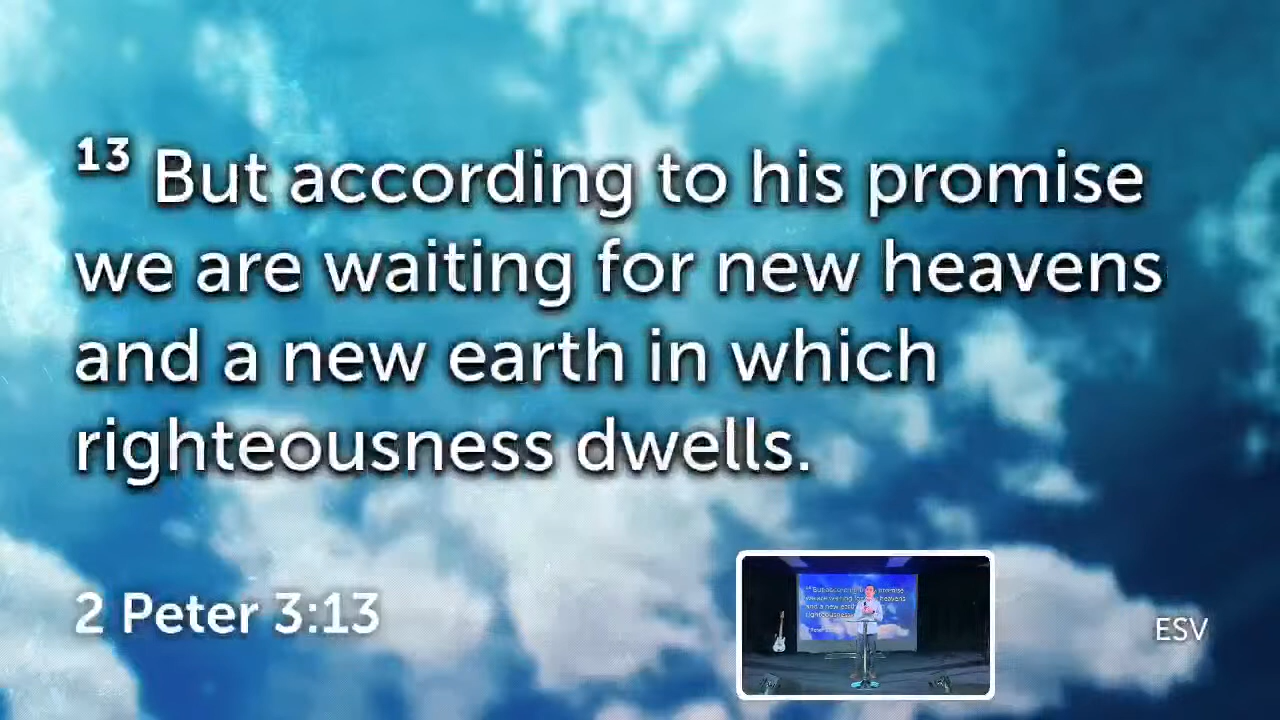 13 But according to his promise
we are waiting for new heavens
and a new earth in which
righteousness dwells.
2 Peter 3:13
ESV